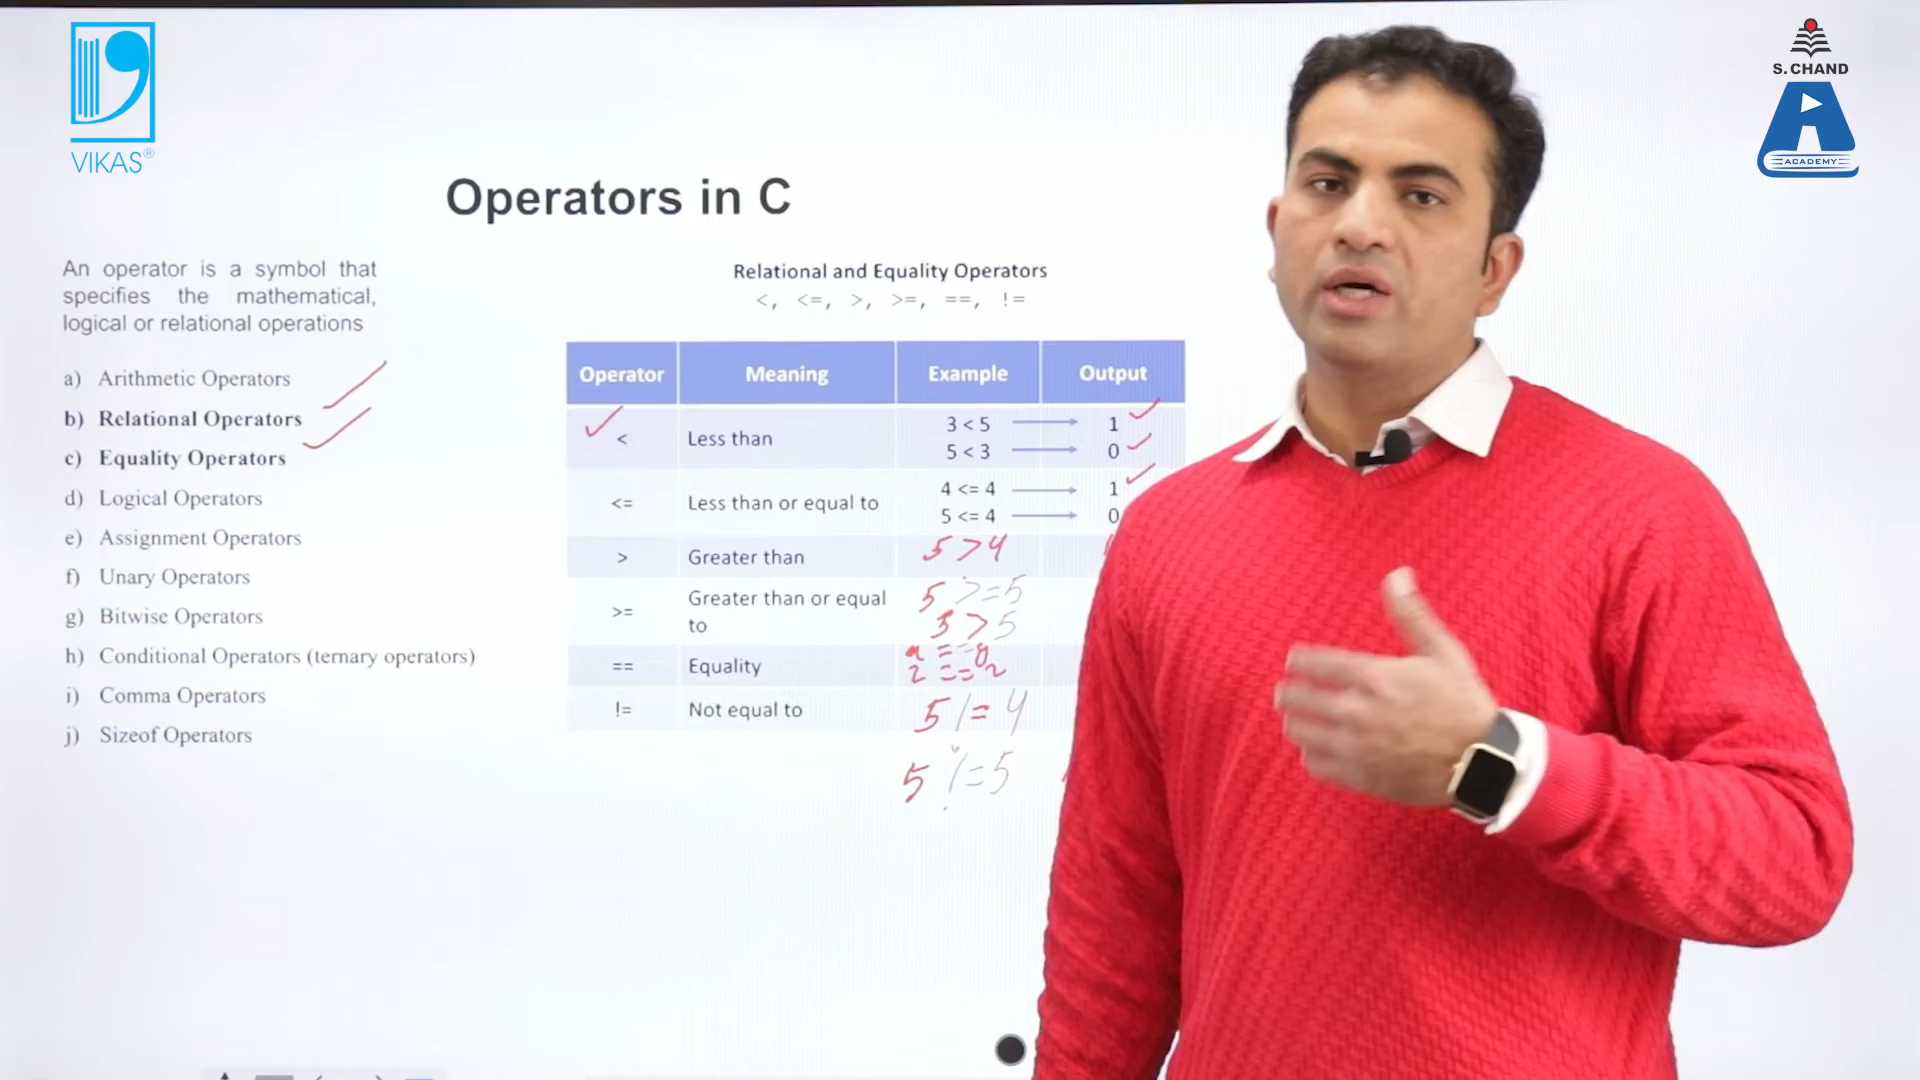 VIKAS®
S. CHAND
ACADEMY
Operators in C
An operator is a symbol that
specifies the mathematical,
logical or relational operations
a) Arithmetic Operators
b) Relational Operators
c) Equality Operators
d) Logical Operators
e) Assignment Operators
f) Unary Operators
g) Bitwise Operators
h) Conditional Operators (ternary operators)
i) Comma Operators
j) Sizeof Operators
Relational and Equality Operators
<, <=, >, >=, ==, !=
Operator Meaning Example Output
< Less than 3 < 5 1
5 < 3 0
<= Less than or equal to 4 <= 4 1
5 <= 4 0
> Greater than 5 > 4
>= Greater than or equal to 5 >= 5
3 > 5
== Equality
2 == 2
!= Not equal to 5 != 4
5 != 5